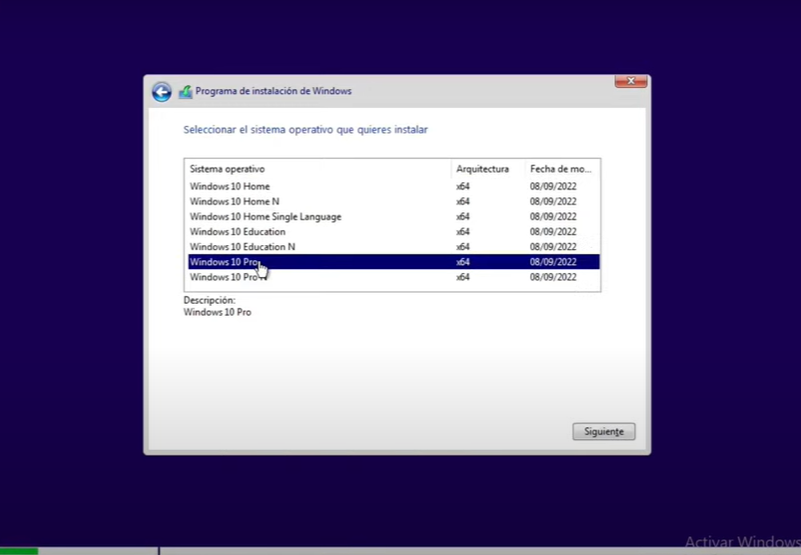 Programa de instalación de Windows
Seleccionar el sistema operativo que quieres instalar
Sistema operativo Arquitectura Fecha de mo...
Windows 10 Home x64 08/09/2022
Windows 10 Home N x64 08/09/2022
Windows 10 Home Single Language x64 08/09/2022
Windows 10 Education x64 08/09/2022
Windows 10 Education N x64 08/09/2022
Windows 10 Pro x64 08/09/2022
Windows 10 Pro N x64 08/09/2022
Descripción:
Windows 10 Pro
Siguiente
Activar Windows